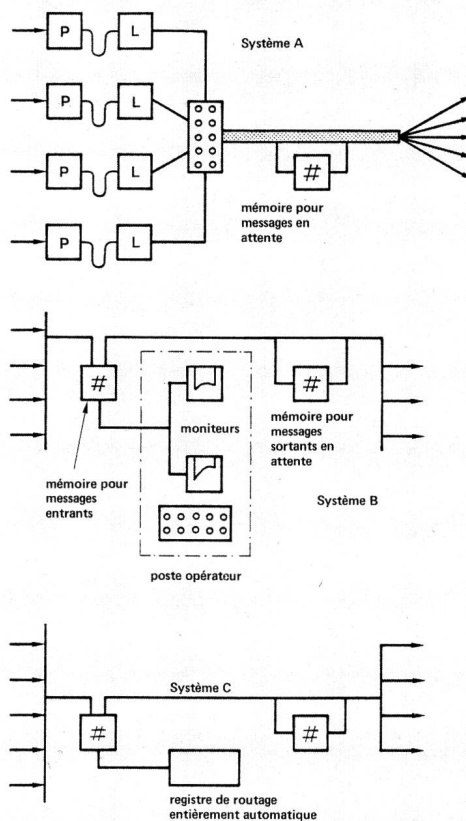 P L
Système A
P L
P L
#
mémoire pour
messages en
attente
P L
#
#
moniteurs
mémoire pour
messages
sortants en
attente
mémoire pour
messages
entrants
Système B
poste opérateur
Système C
#
#
registre de routage
entièrement automatique